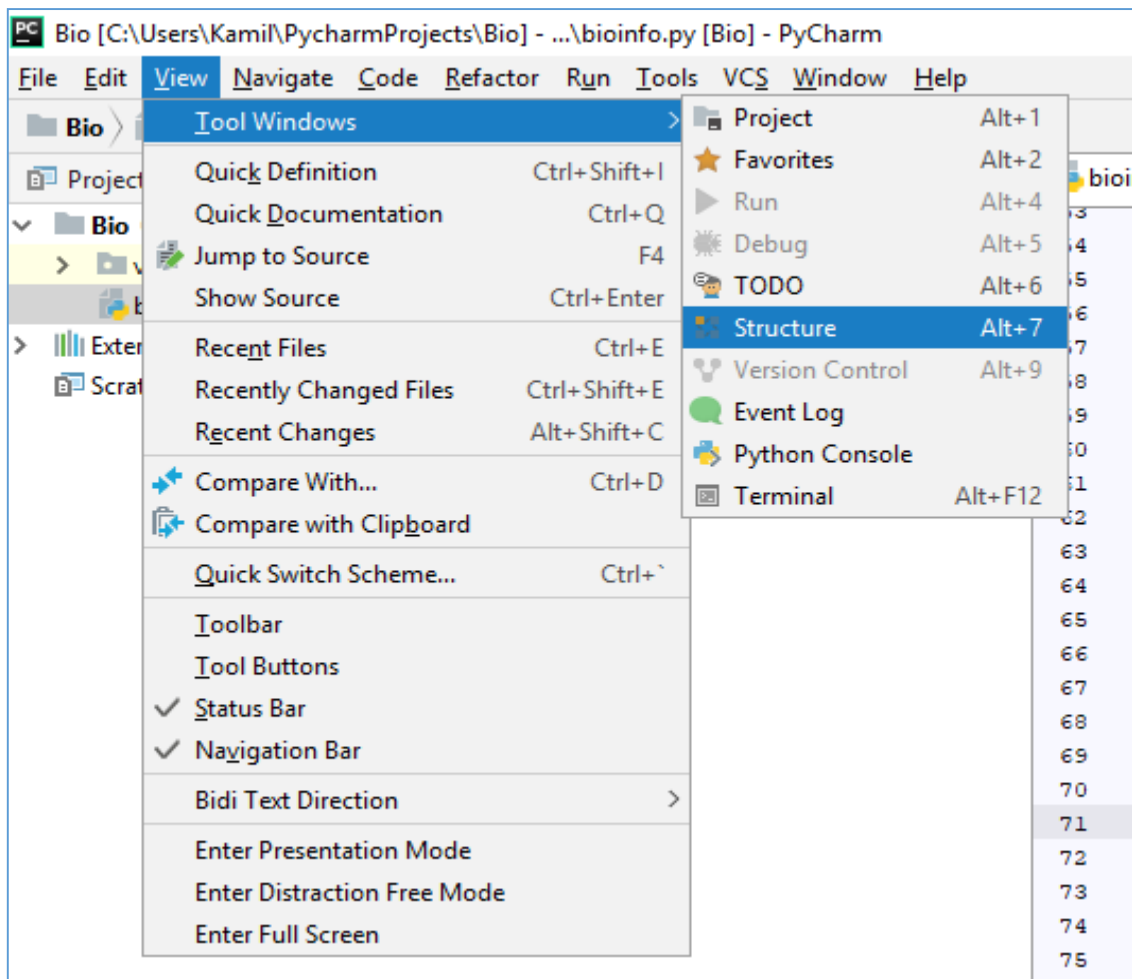 PC Bio [C:\Users\Kamil\PycharmProjects\Bio] - ...\bioinfo.py [Bio] - PyCharm
File Edit View Navigate Code Refactor Run Tools VCS Window Help
Bio
Project
Bio
Tool Windows
Quick Definition Ctrl+Shift+I
Quick Documentation Ctrl+Q
Jump to Source F4
Show Source Ctrl+Enter
Recent Files Ctrl+E
Recently Changed Files Ctrl+Shift+E
Recent Changes Alt+Shift+C
Compare With... Ctrl+D
Compare with Clipboard
Quick Switch Scheme... Ctrl+`
Toolbar
Tool Buttons
Status Bar
Navigation Bar
Bidi Text Direction
Enter Presentation Mode
Enter Distraction Free Mode
Enter Full Screen
Project Alt+1
Favorites Alt+2
Run Alt+4
Debug Alt+5
TODO Alt+6
Structure Alt+7
Version Control Alt+9
Event Log
Python Console
Terminal Alt+F12
62
63
64
65
66
67
68
69
70
71
72
73
74
75